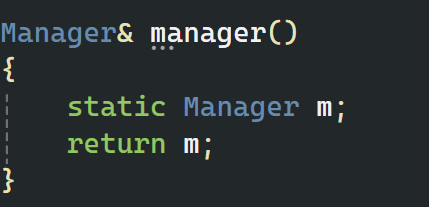 Manager& manager()
{
    static Manager m;
    return m;
}